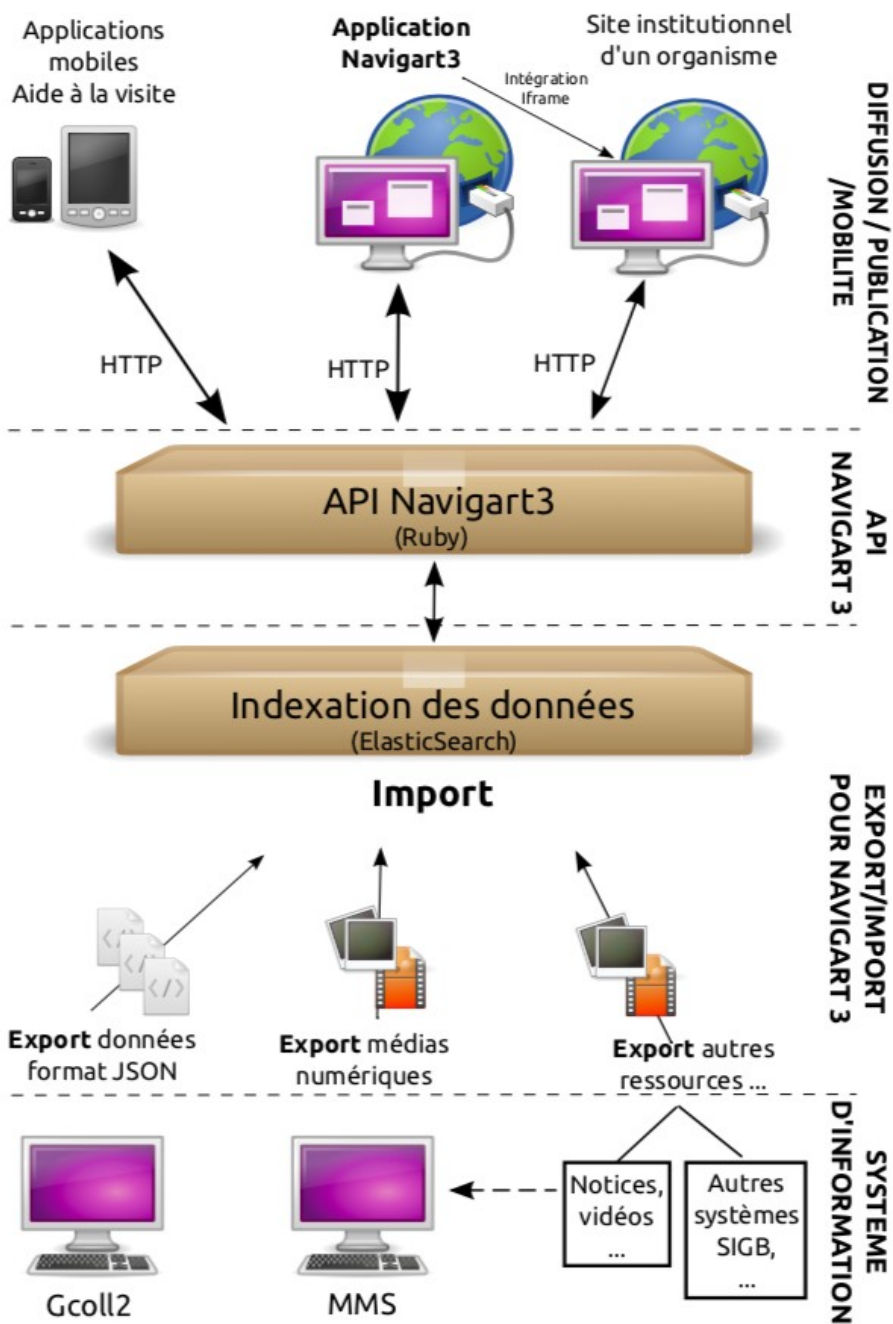 Applications
mobiles
Aide à la visite
Application
Navigart3
Site institutionnel
d'un organisme
Intégration
Iframe
HTTP
HTTP
HTTP
DIFFUSION / PUBLICATION
/MOBILITE
API Navigart3
(Ruby)
API
NAVIGART 3
Indexation des données
(ElasticSearch)
Import
EXPORT/IMPORT
POUR NAVIGART 3
Export données
format JSON
Export médias
numériques
Export autres
ressources ...
Notices,
vidéos
...
Autres
systèmes
SIGB,
...
Gcoll2
MMS
SYSTEME
D'INFORMATION